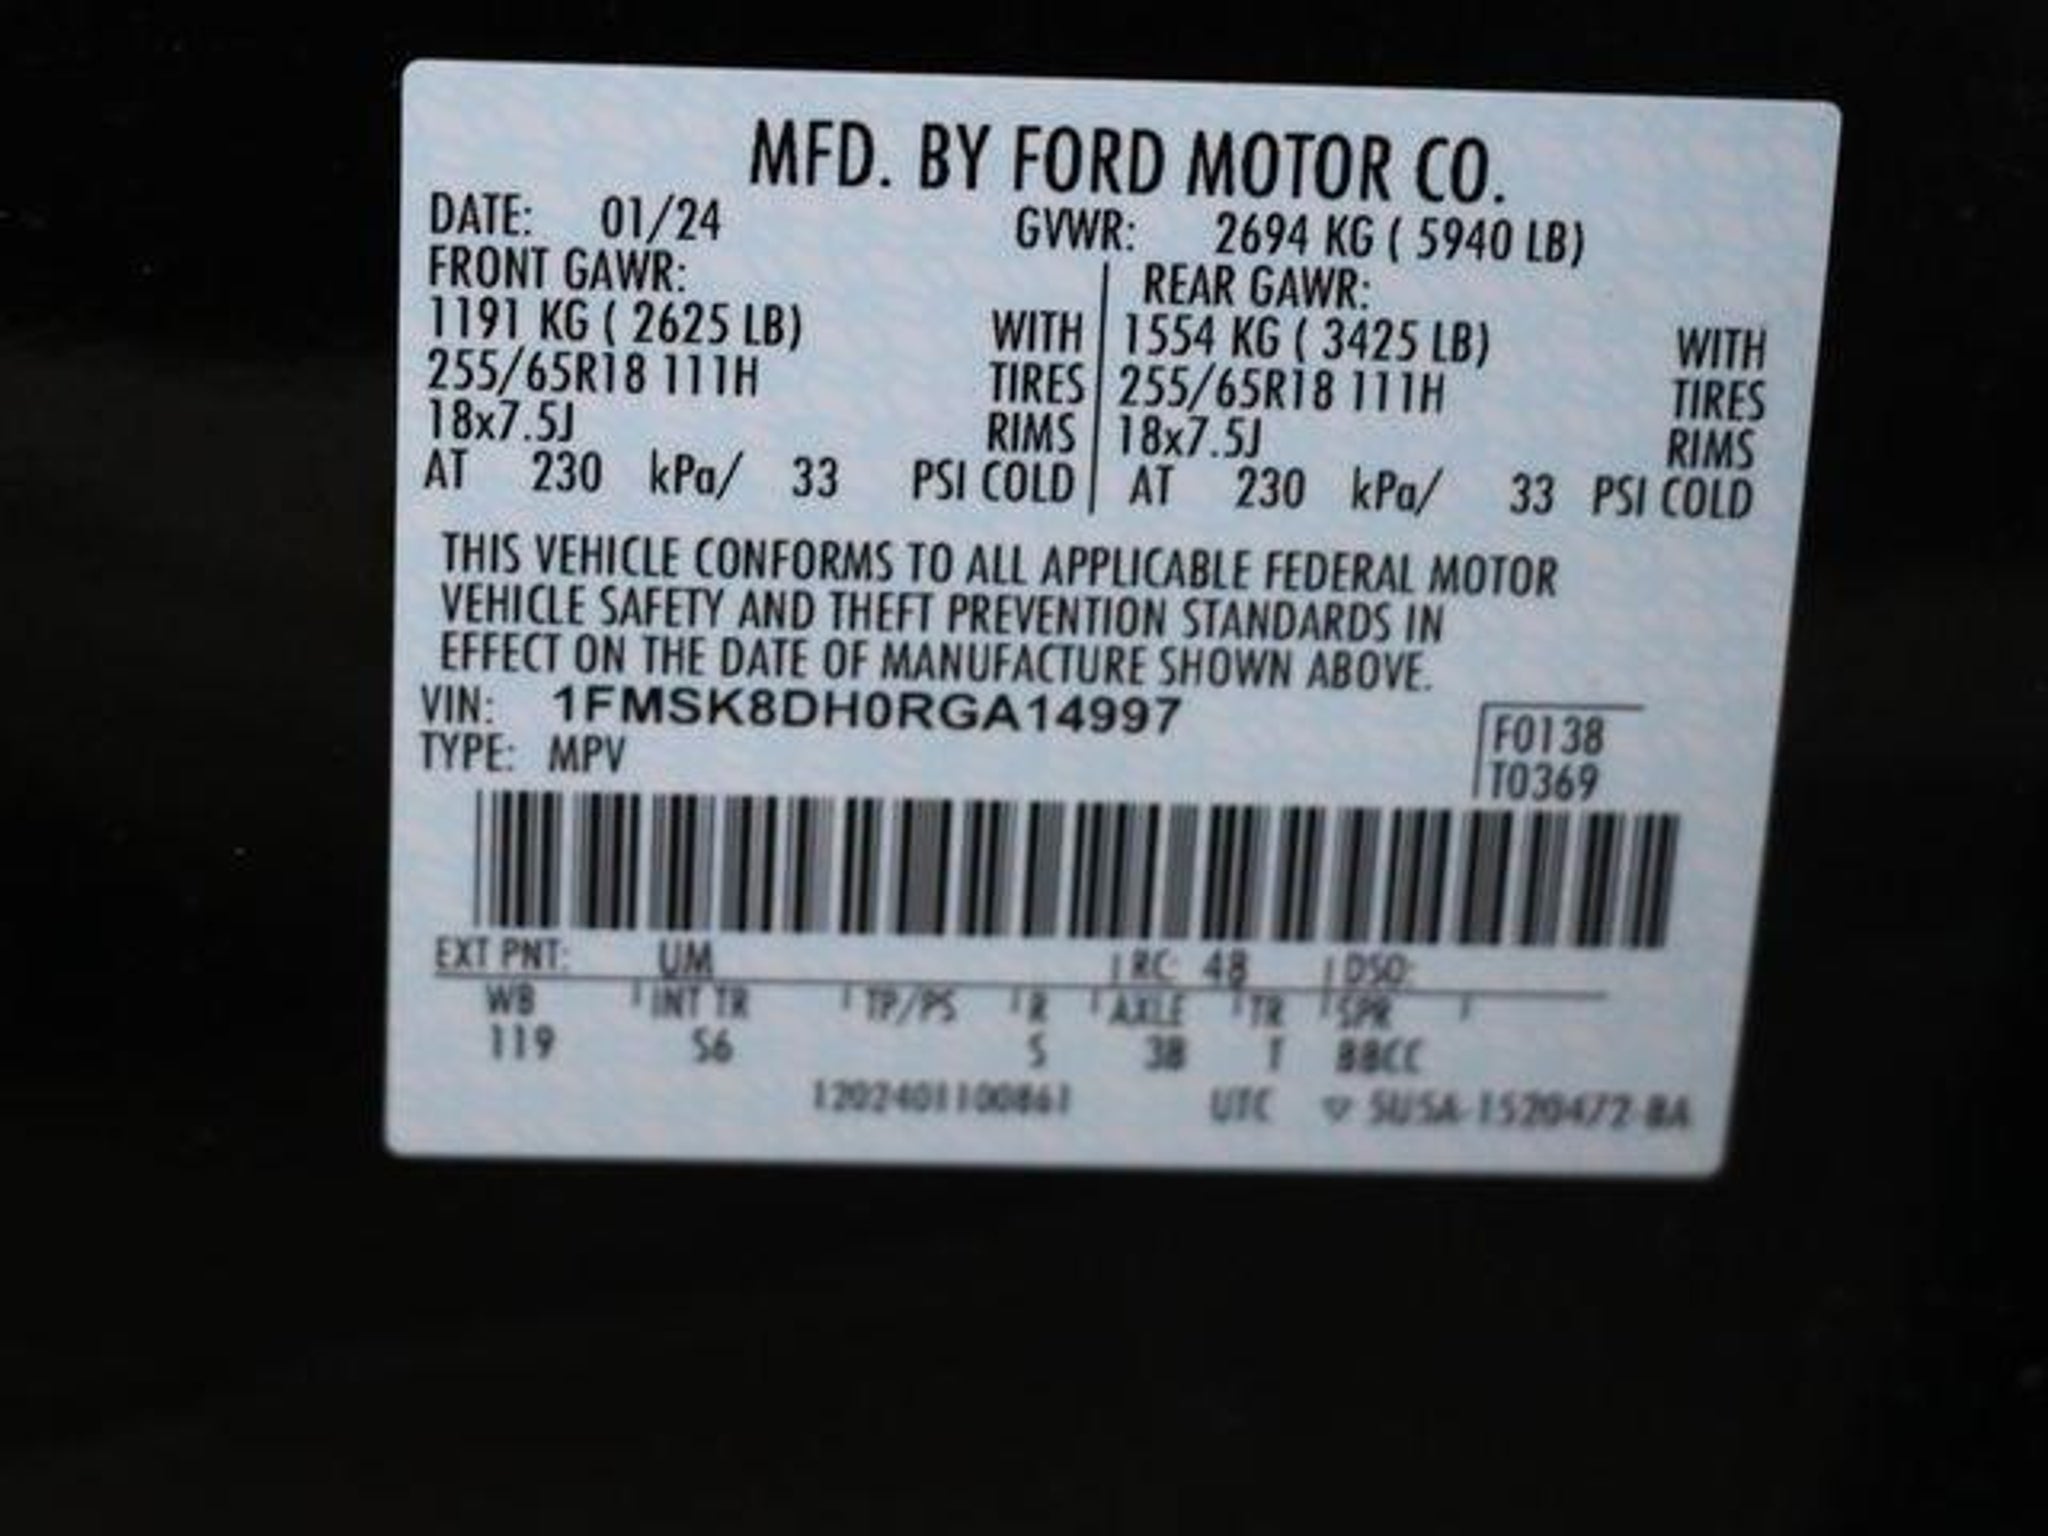 MFD. BY FORD MOTOR CO.
DATE: 01/24 GVWR: 2694 KG ( 5940 LB)
FRONT GAWR: REAR GAWR:
1191 KG ( 2625 LB) WITH 1554 KG ( 3425 LB) WITH
255/65R18 111H TIRES 255/65R18 111H TIRES
18x7.5J RIMS 18x7.5J RIMS
AT 230 kPa/ 33 PSI COLD AT 230 kPa/ 33 PSI COLD
THIS VEHICLE CONFORMS TO ALL APPLICABLE FEDERAL MOTOR
VEHICLE SAFETY AND THEFT PREVENTION STANDARDS IN
EFFECT ON THE DATE OF MANUFACTURE SHOWN ABOVE.
VIN: 1FMSK8DH0RGA14997
F0138
TYPE: MPV
T0369
EXT PNT: UM RC: 48 DSO:
WB INT TR TP/PS R AXLE TR SPR
119 S6 S 3B T BBCC
1202401100861 UTC ▽ 5U5A-1520472-BA